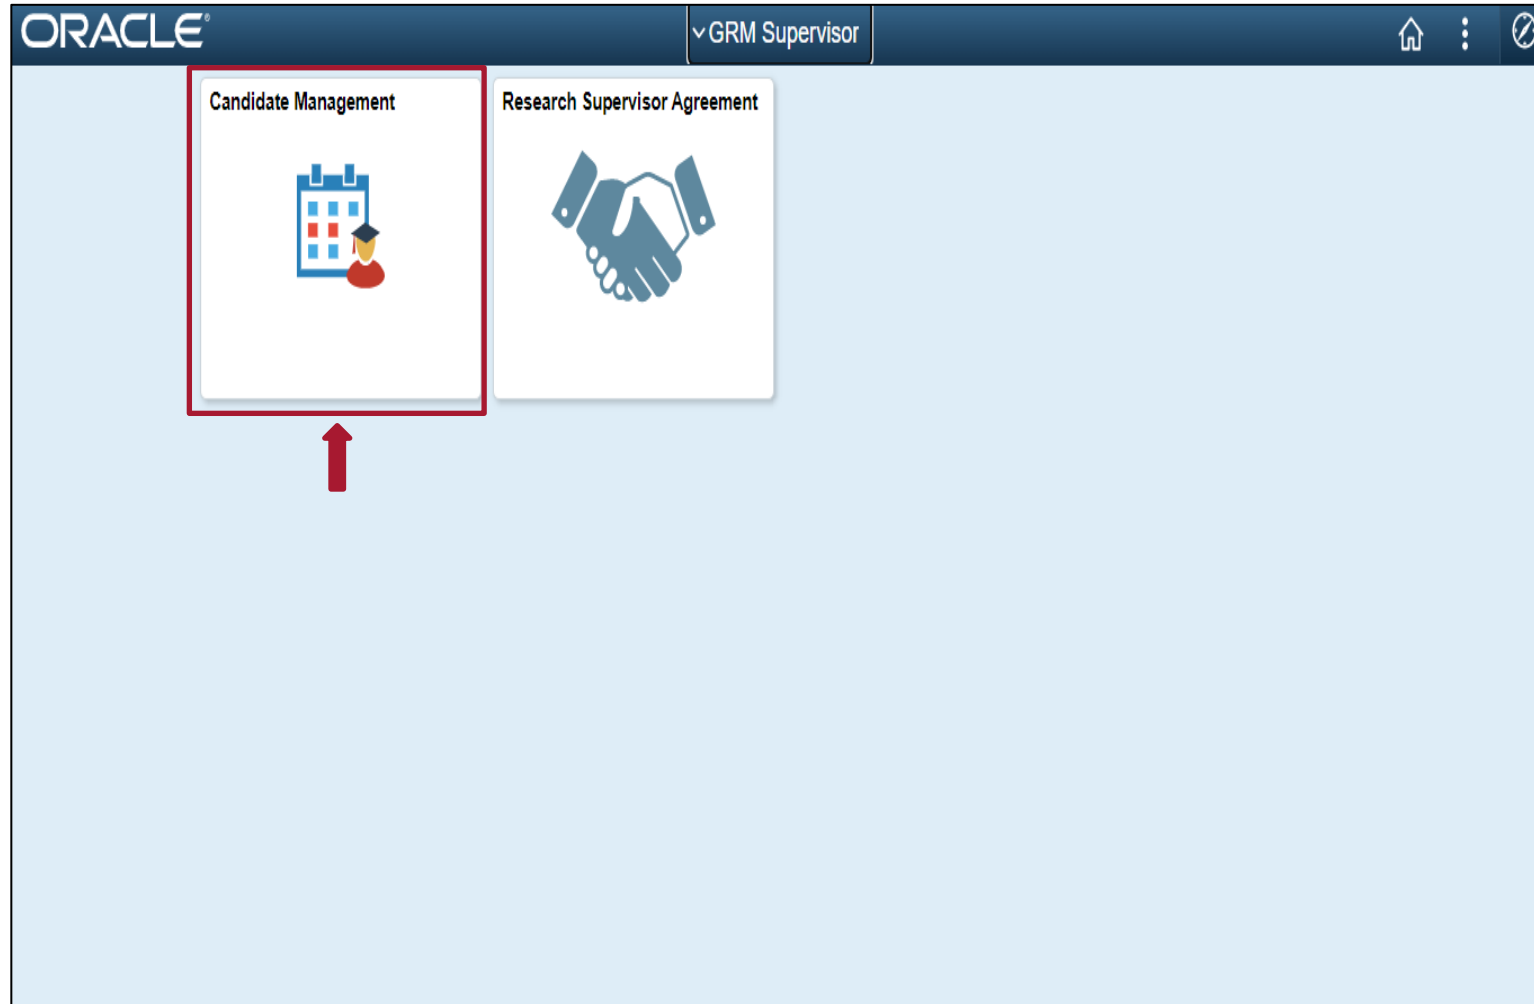 ORACLE®
GRM Supervisor
Candidate Management
Research Supervisor Agreement